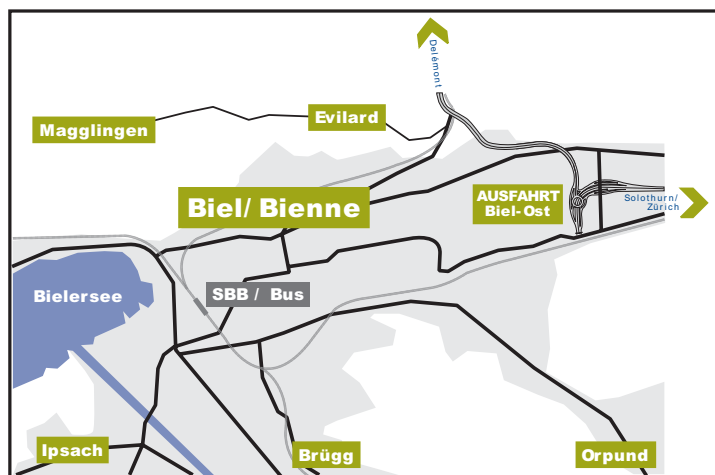 Delémont
Evilard
Magglingen
Biel/ Bienne
AUSFAHRT
Biel-Ost
Solothurn/
Zürich
SBB / Bus
Bielersee
Ipsach
Brügg
Orpund